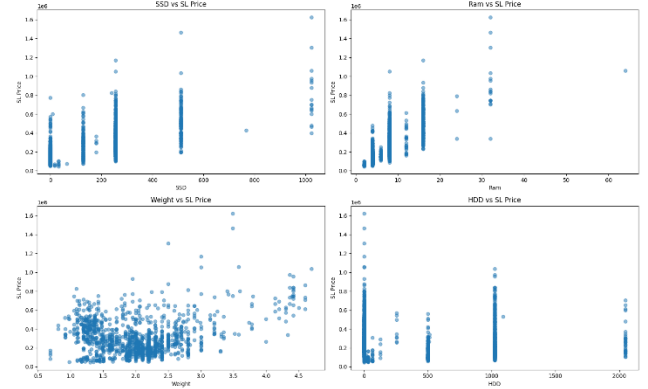 SSD vs SL Price
1e6
1.6
1.4
1.2
1.0
0.8
0.6
0.4
0.2
0.0
SL Price
0 200 400 600 800 1000
SSD
Ram vs SL Price
1e6
1.6
1.4
1.2
1.0
0.8
0.6
0.4
0.2
0.0
SL Price
0 10 20 30 40 50 60
Ram
Weight vs SL Price
1e6
1.6
1.4
1.2
1.0
0.8
0.6
0.4
0.2
0.0
SL Price
0.5 1.0 1.5 2.0 2.5 3.0 3.5 4.0 4.5
Weight
HDD vs SL Price
1e6
1.6
1.4
1.2
1.0
0.8
0.6
0.4
0.2
0.0
SL Price
0 500 1000 1500 2000
HDD